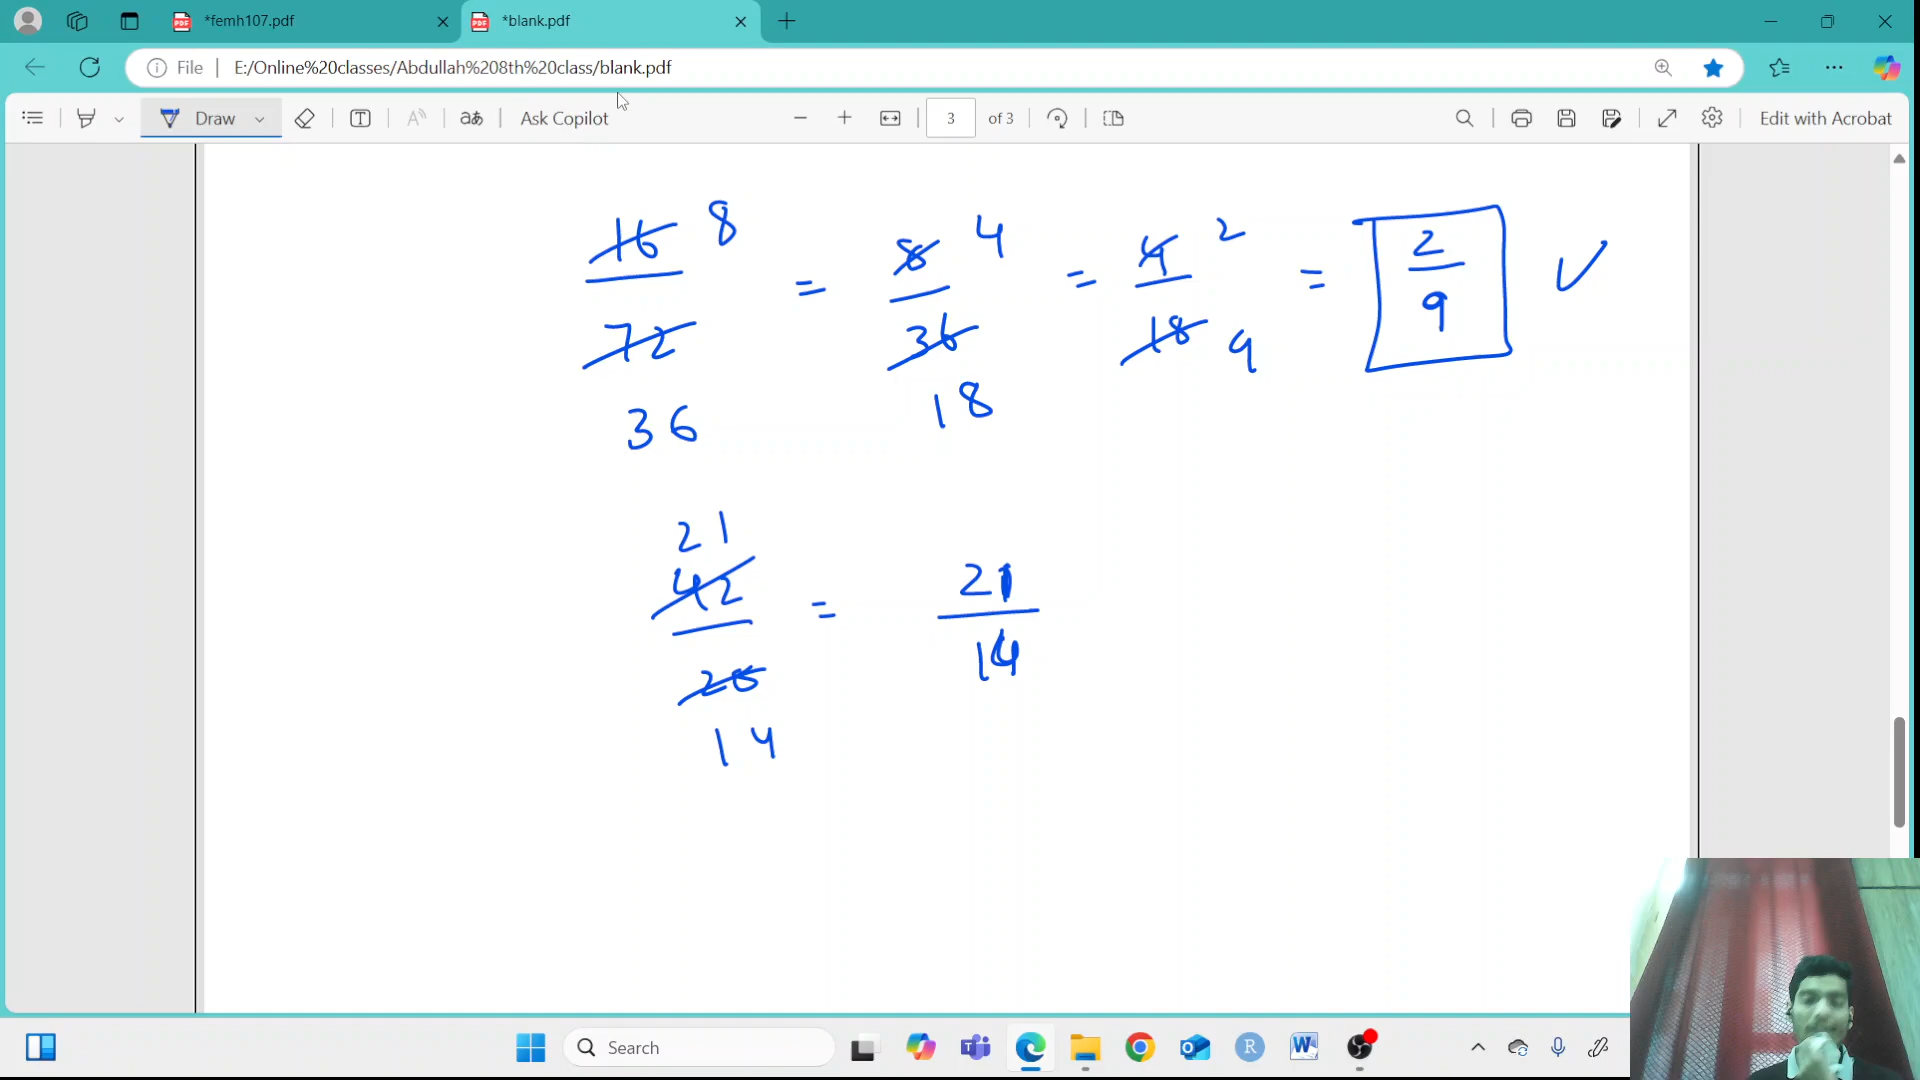 *femh107.pdf
*blank.pdf
File
E:/Online%20classes/Abdullah%208th%20class/blank.pdf
Draw
T
A
aあ
Ask Copilot
3 of 3
Edit with Acrobat
16 8 8 4 4 2 2
= = = ✓
72 36 18 9 9
36 18
21
42 = 21
28 14
14
Search